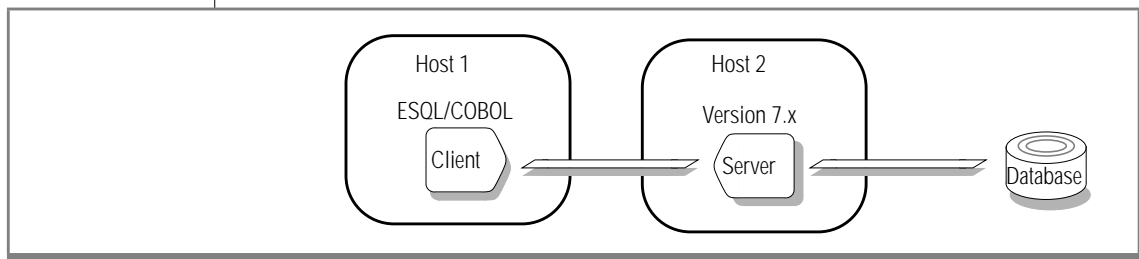 Host 1
Host 2
ESQL/COBOL
Version 7.x
Client
Server
Database